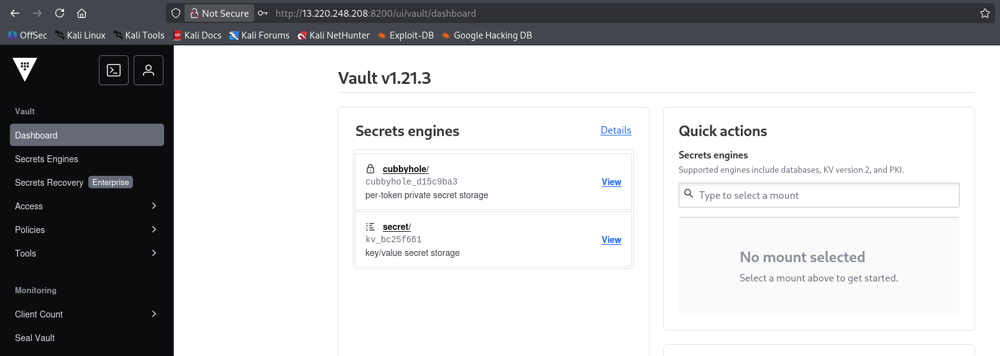 Not Secure
http://13.220.248.208:8200/ui/vault/dashboard
OffSec
Kali Linux
Kali Tools
Kali Docs
Kali Forums
Kali NetHunter
Exploit-DB
Google Hacking DB
Vault
Dashboard
Secrets Engines
Secrets Recovery Enterprise
Access
Policies
Tools
Monitoring
Client Count
Seal Vault
Vault v1.21.3
Secrets engines
Details
cubbyhole/
cubbyhole_d15c9ba3
View
per-token private secret storage
secret/
kv_bc25f661
View
key/value secret storage
Quick actions
Secrets engines
Supported engines include databases, KV version 2, and PKI.
Type to select a mount
No mount selected
Select a mount above to get started.